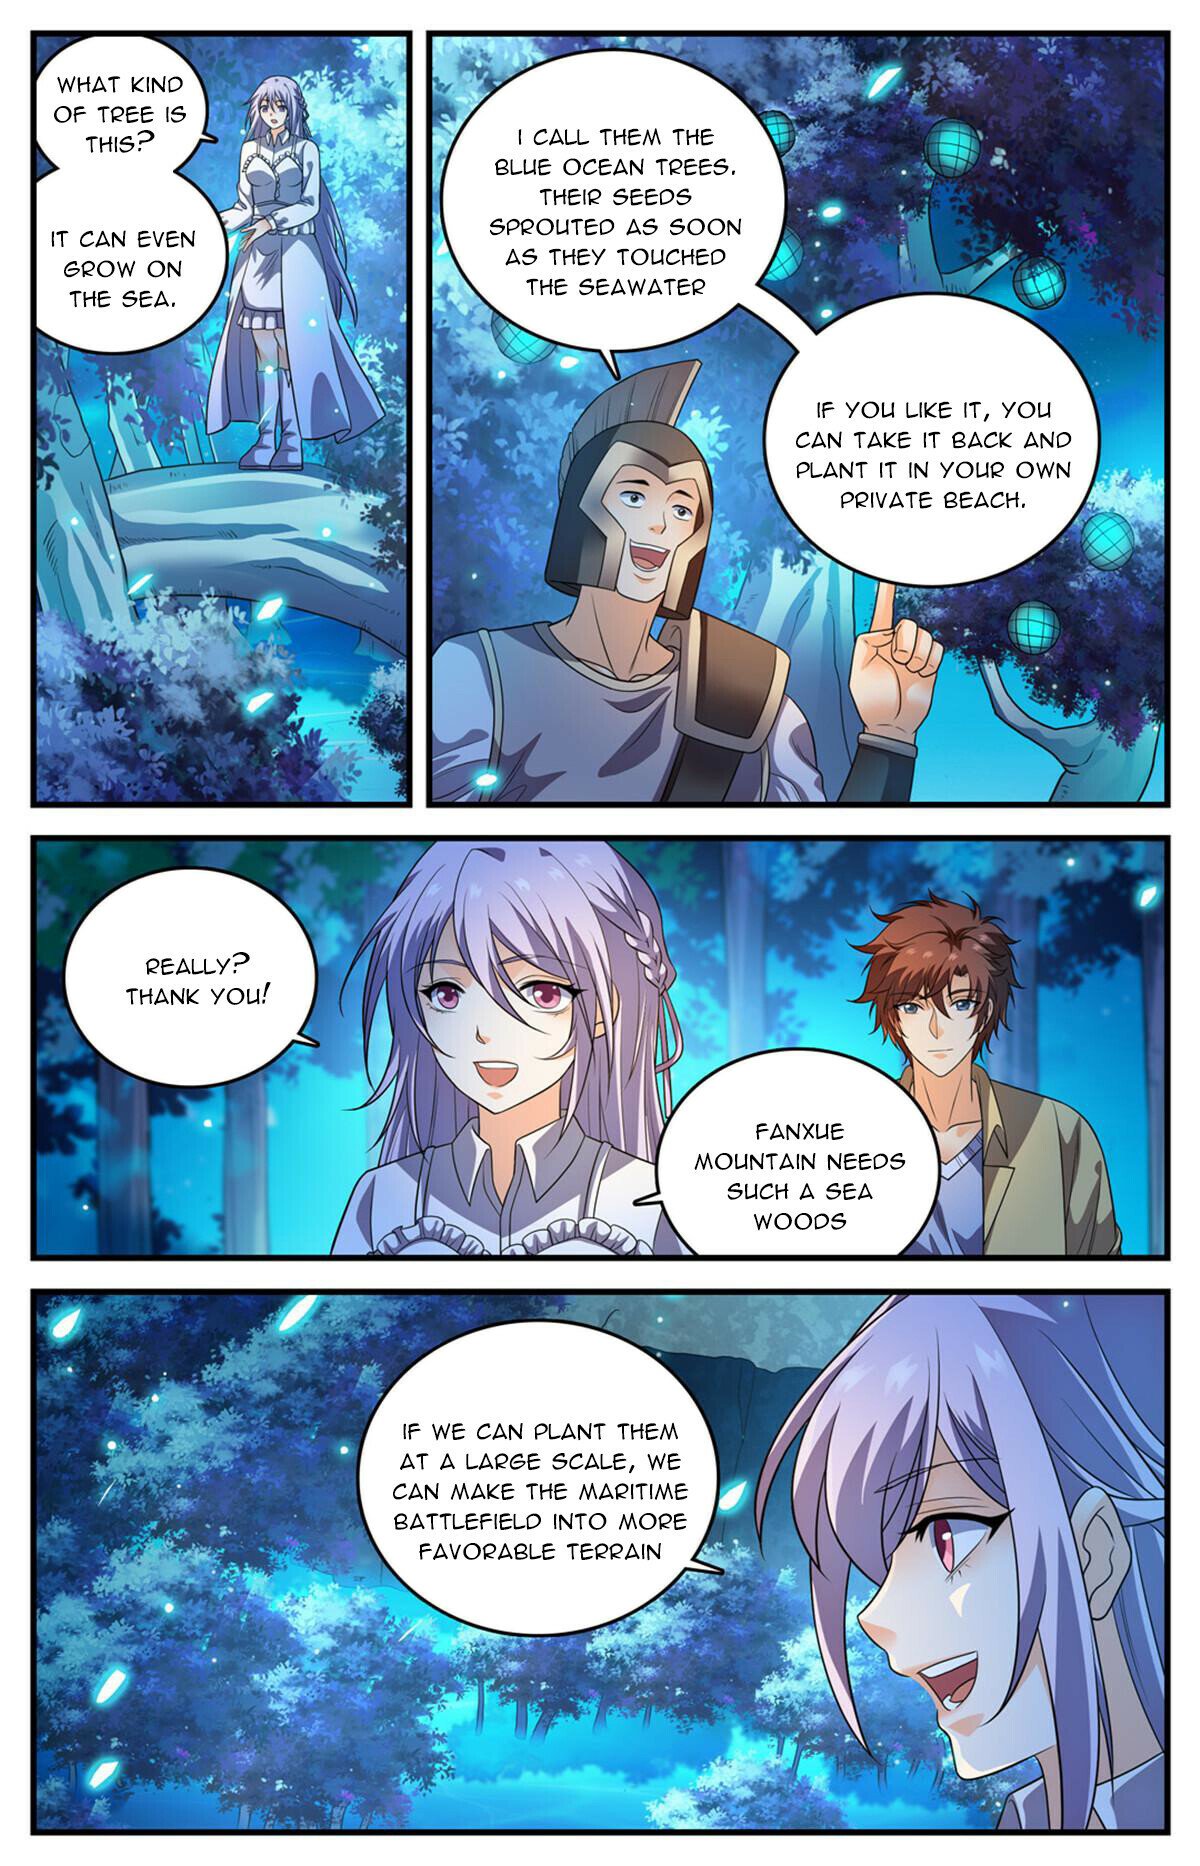 WHAT KIND
OF TREE IS
THIS?
IT CAN EVEN
GROW ON
THE SEA.
I CALL THEM THE
BLUE OCEAN TREES.
THEIR SEEDS
SPROUTED AS SOON
AS THEY TOUCHED
THE SEAWATER
IF YOU LIKE IT, YOU
CAN TAKE IT BACK AND
PLANT IT IN YOUR OWN
PRIVATE BEACH.
REALLY?
THANK YOU!
FANXUE
MOUNTAIN NEEDS
SUCH A SEA
WOODS
IF WE CAN PLANT THEM
AT A LARGE SCALE, WE
CAN MAKE THE MARITIME
BATTLEFIELD INTO MORE
FAVORABLE TERRAIN